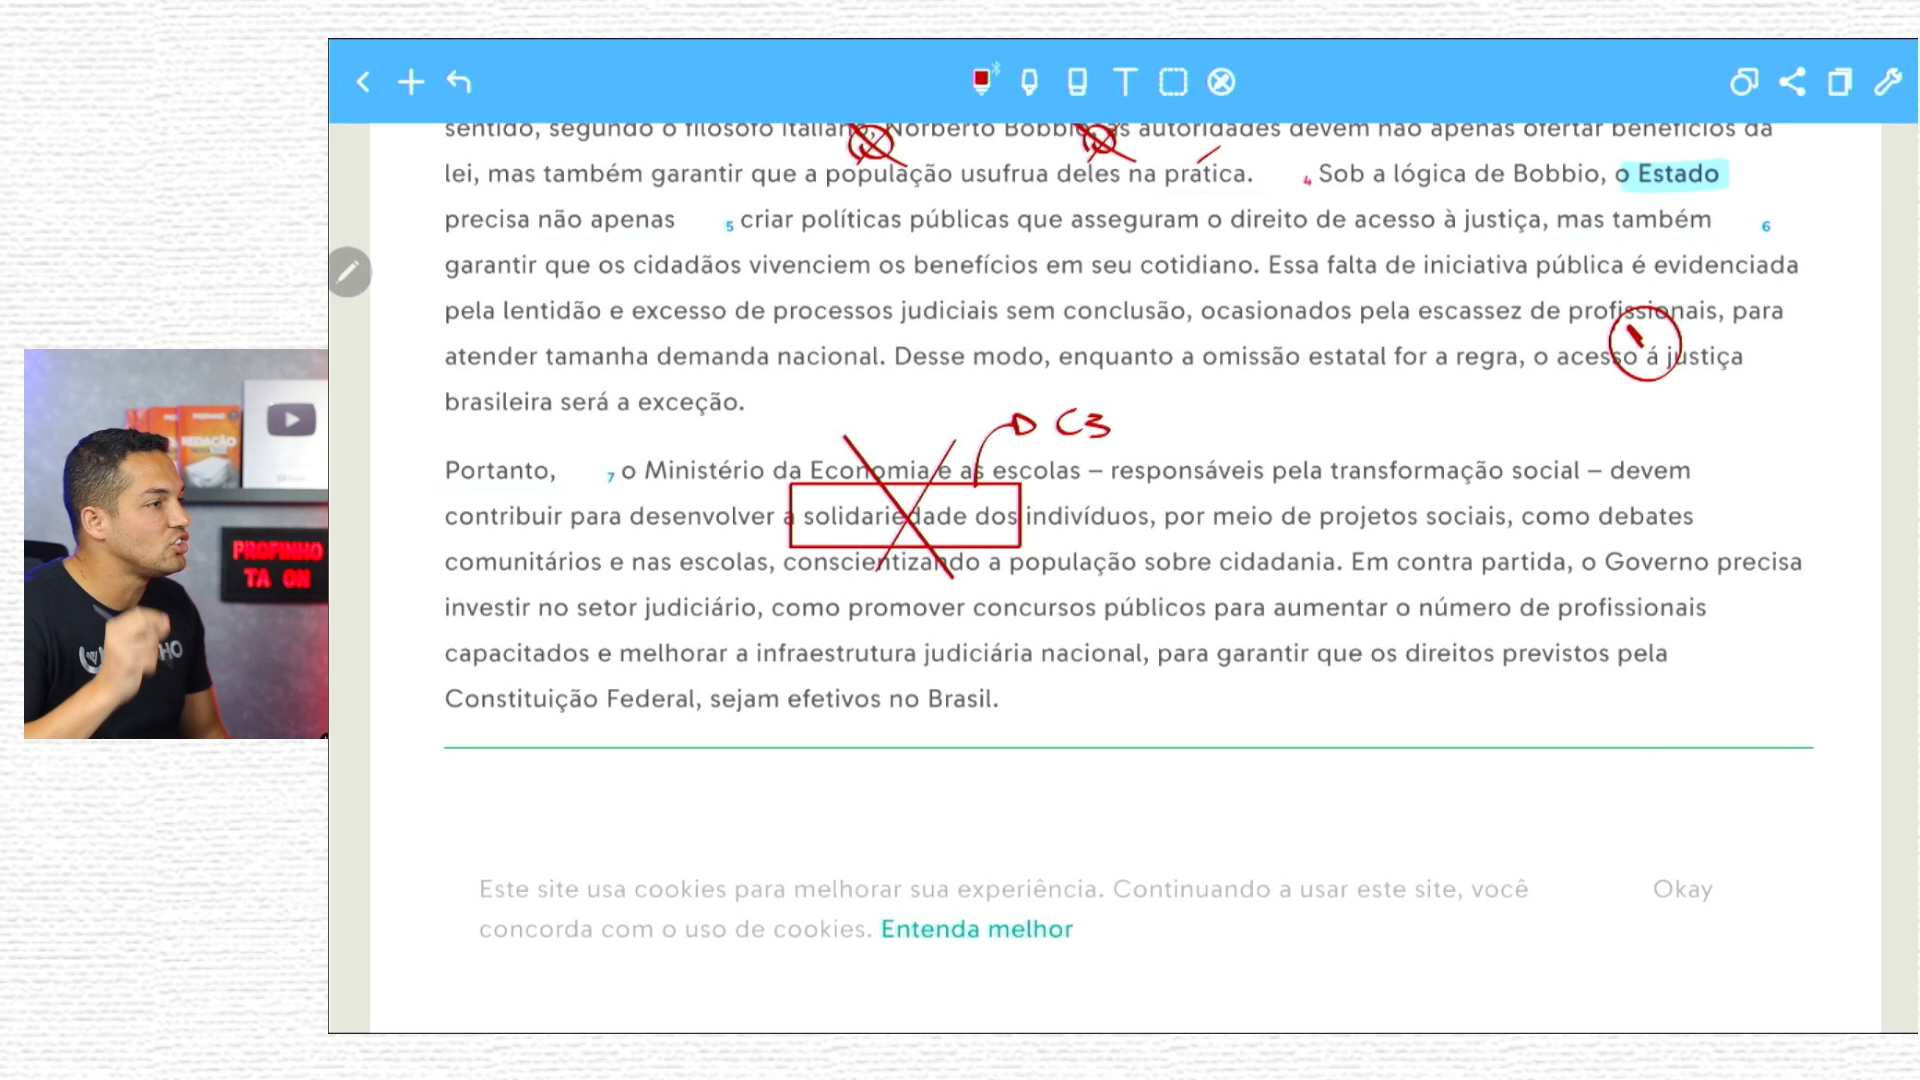 sentido, segundo o filósofo italiano, Norberto Bobbio, as autoridades devem não apenas ofertar benefícios da
lei, mas também garantir que a população usufrua deles na prática. 4 Sob a lógica de Bobbio, o Estado
precisa não apenas 5 criar políticas públicas que asseguram o direito de acesso à justiça, mas também 6
garantir que os cidadãos vivenciem os benefícios em seu cotidiano. Essa falta de iniciativa pública é evidenciada
pela lentidão e excesso de processos judiciais sem conclusão, ocasionados pela escassez de profissionais, para
atender tamanha demanda nacional. Desse modo, enquanto a omissão estatal for a regra, o acesso á justiça
brasileira será a exceção.
C3
Portanto, 7 o Ministério da Economia e as escolas – responsáveis pela transformação social – devem
contribuir para desenvolver a solidariedade dos indivíduos, por meio de projetos sociais, como debates
comunitários e nas escolas, conscientizando a população sobre cidadania. Em contra partida, o Governo precisa
investir no setor judiciário, como promover concursos públicos para aumentar o número de profissionais
capacitados e melhorar a infraestrutura judiciária nacional, para garantir que os direitos previstos pela
Constituição Federal, sejam efetivos no Brasil.
Este site usa cookies para melhorar sua experiência. Continuando a usar este site, você
concorda com o uso de cookies. Entenda melhor
Okay
REDAÇÃO
PROFINHO
TA ON